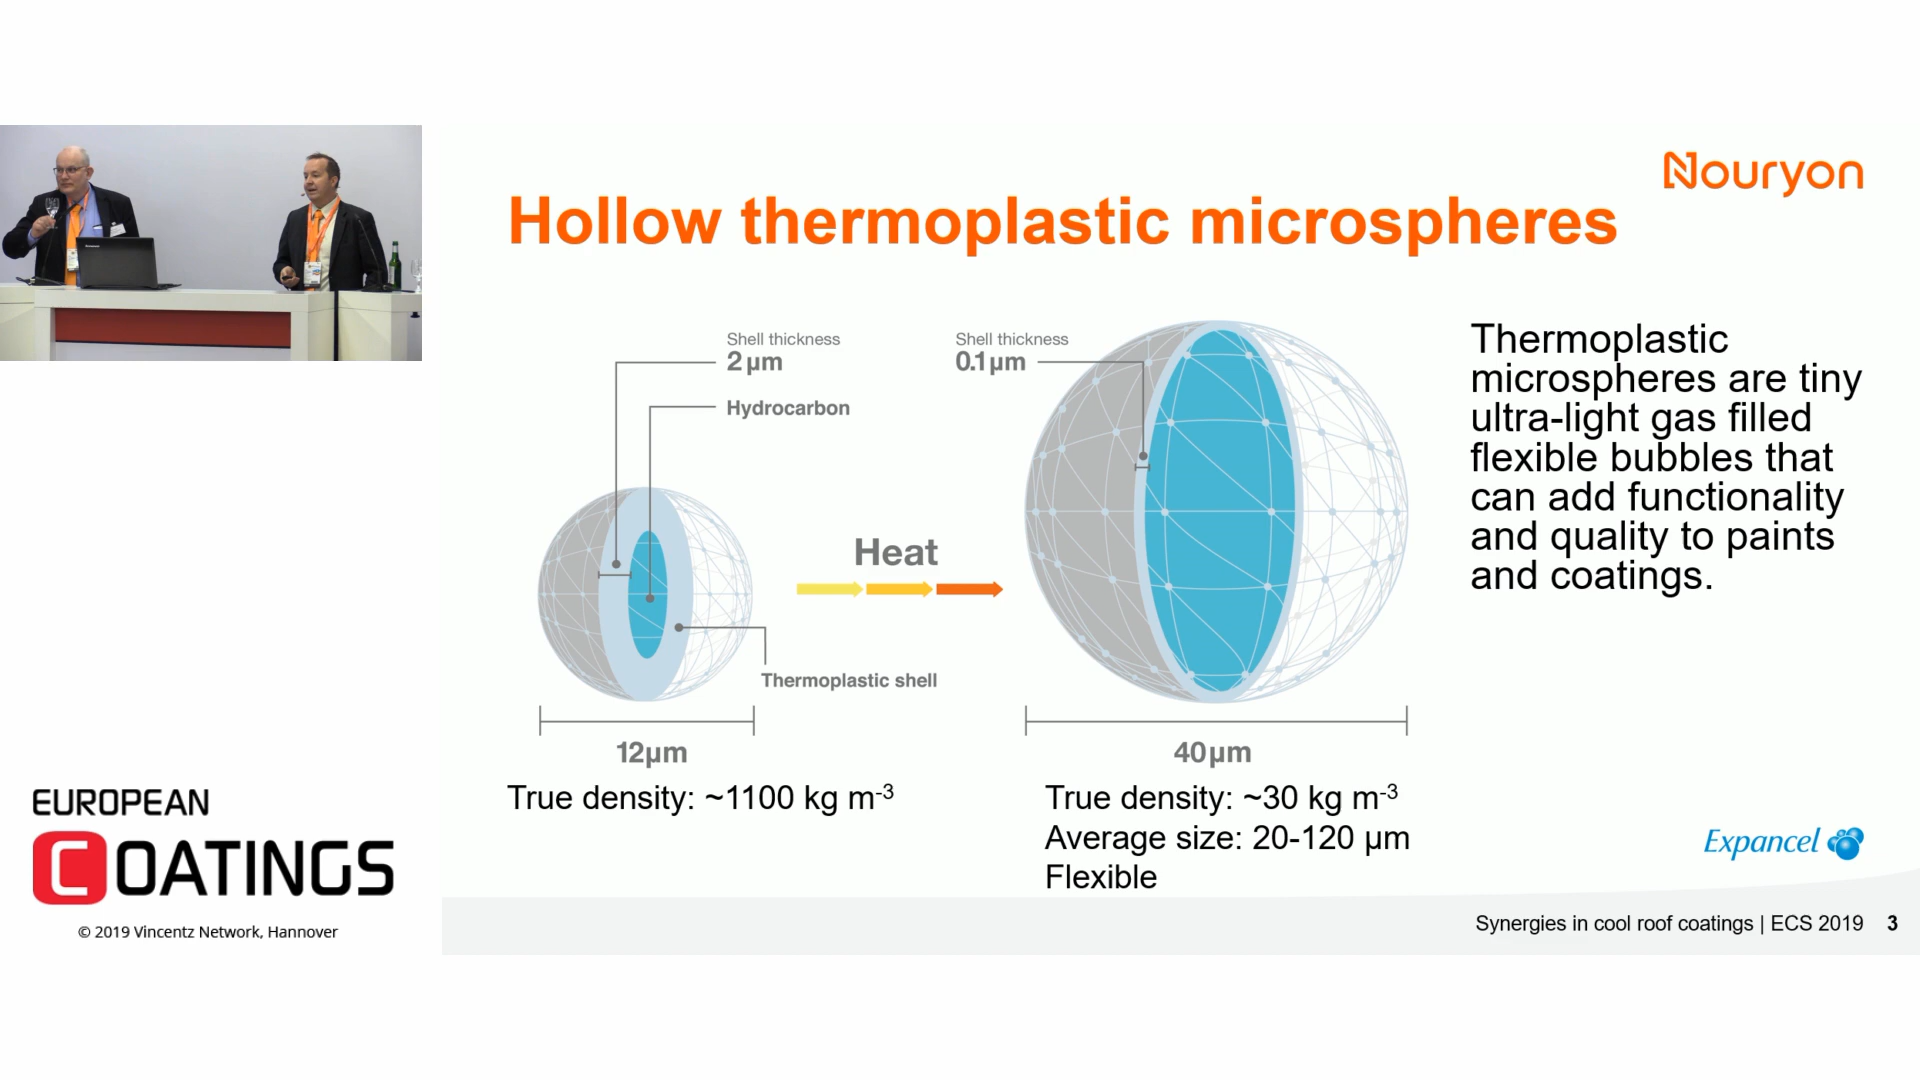 Nouryon
Hollow thermoplastic microspheres
Shell thickness
2 µm
Hydrocarbon
Shell thickness
0.1 µm
Heat
Thermoplastic shell
12µm
40µm
True density: ~1100 kg m-3
True density: ~30 kg m-3
Average size: 20-120 µm
Flexible
Thermoplastic
microspheres are tiny
ultra-light gas filled
flexible bubbles that
can add functionality
and quality to paints
and coatings.
Expancel
Synergies in cool roof coatings | ECS 2019 3
EUROPEAN
COATINGS
© 2019 Vincentz Network, Hannover